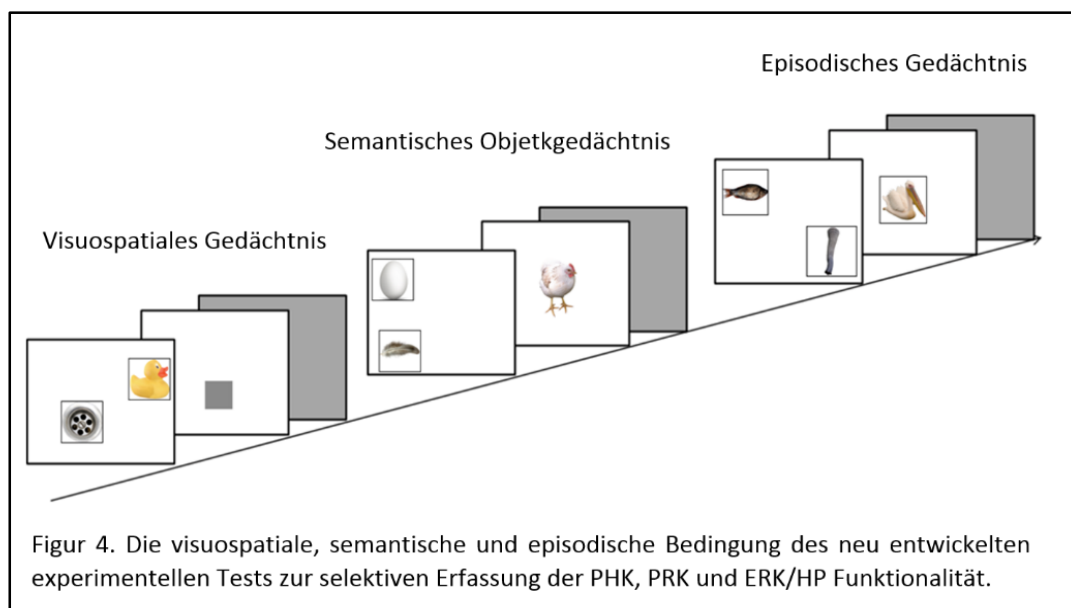 Episodisches Gedächtnis
Semantisches Objetkgedächtnis
Visuospatiales Gedächtnis
Figur 4. Die visuospatiale, semantische und episodische Bedingung des neu entwickelten
experimentellen Tests zur selektiven Erfassung der PHK, PRK und ERK/HP Funktionalität.